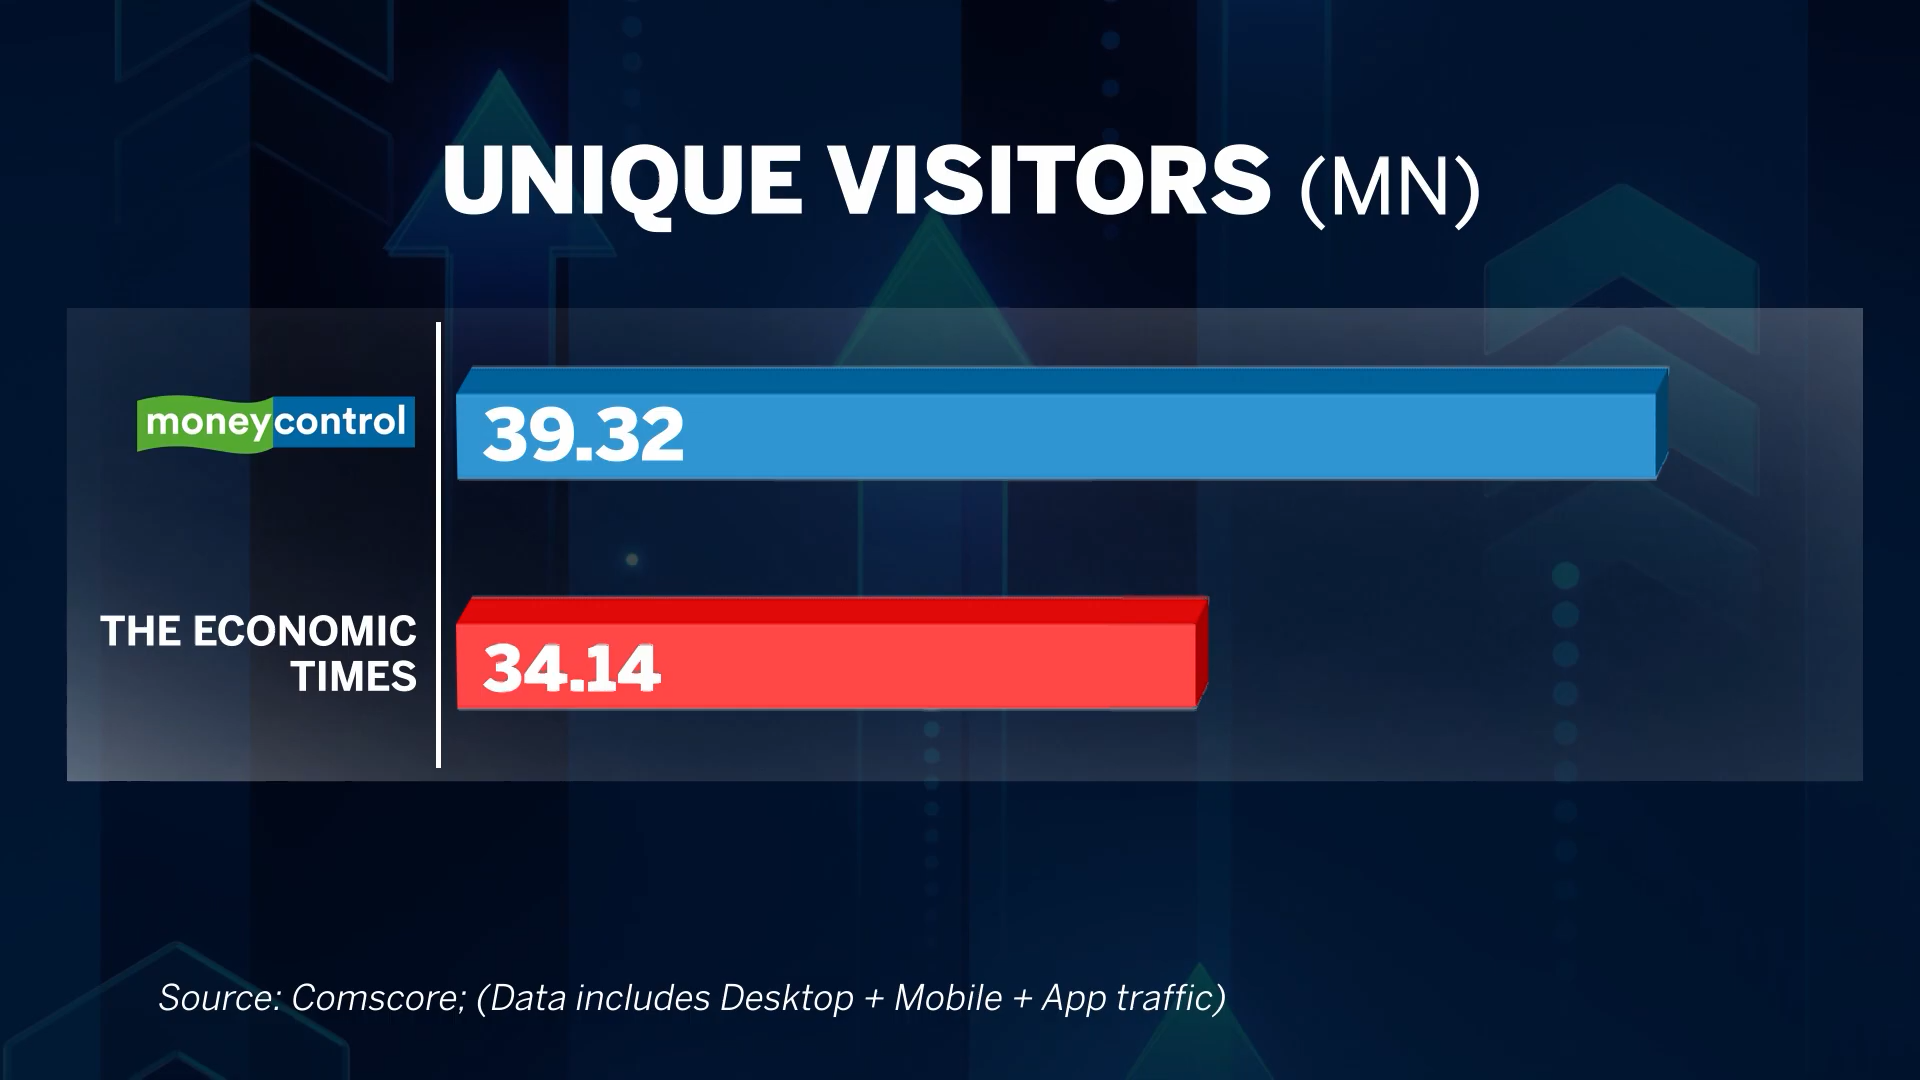 UNIQUE VISITORS (MN)
moneycontrol
39.32
THE ECONOMIC
TIMES
34.14
Source: Comscore; (Data includes Desktop + Mobile + App traffic)